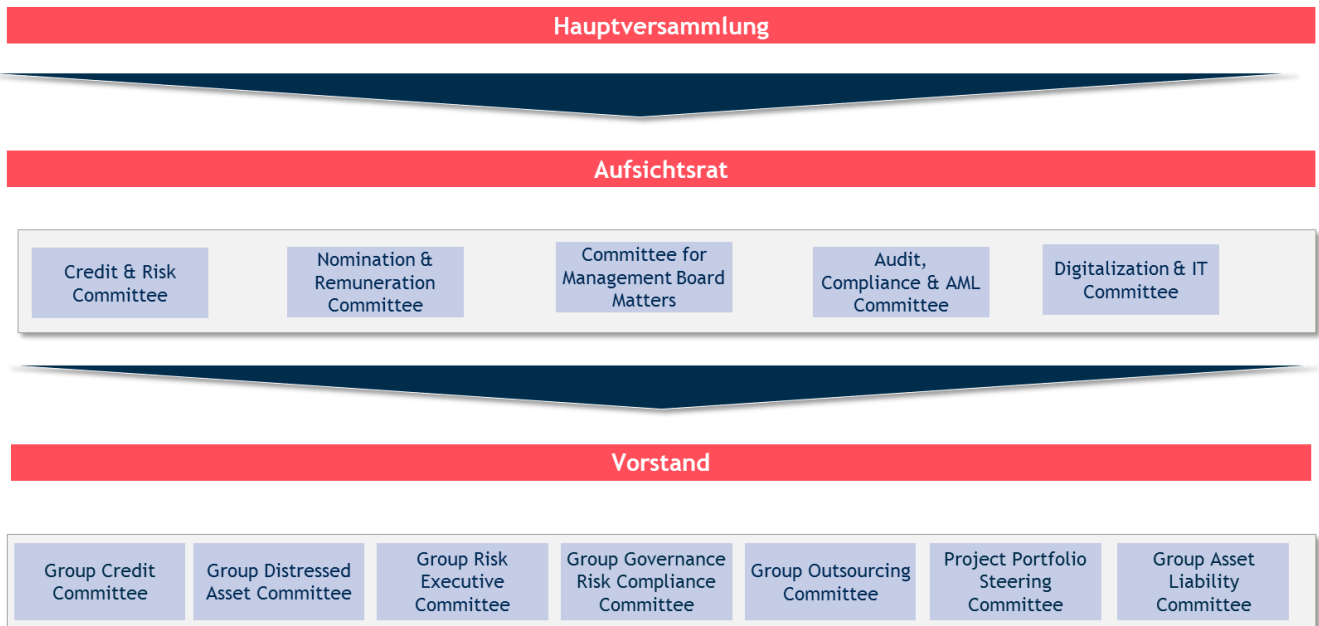 Hauptversammlung
Aufsichtsrat
Credit & Risk
Committee
Nomination &
Remuneration
Committee
Committee for
Management Board
Matters
Audit,
Compliance & AML
Committee
Digitalization & IT
Committee
Vorstand
Group Credit
Committee
Group Distressed
Asset Committee
Group Risk
Executive
Committee
Group Governance
Risk Compliance
Committee
Group Outsourcing
Committee
Project Portfolio
Steering
Committee
Group Asset
Liability
Committee